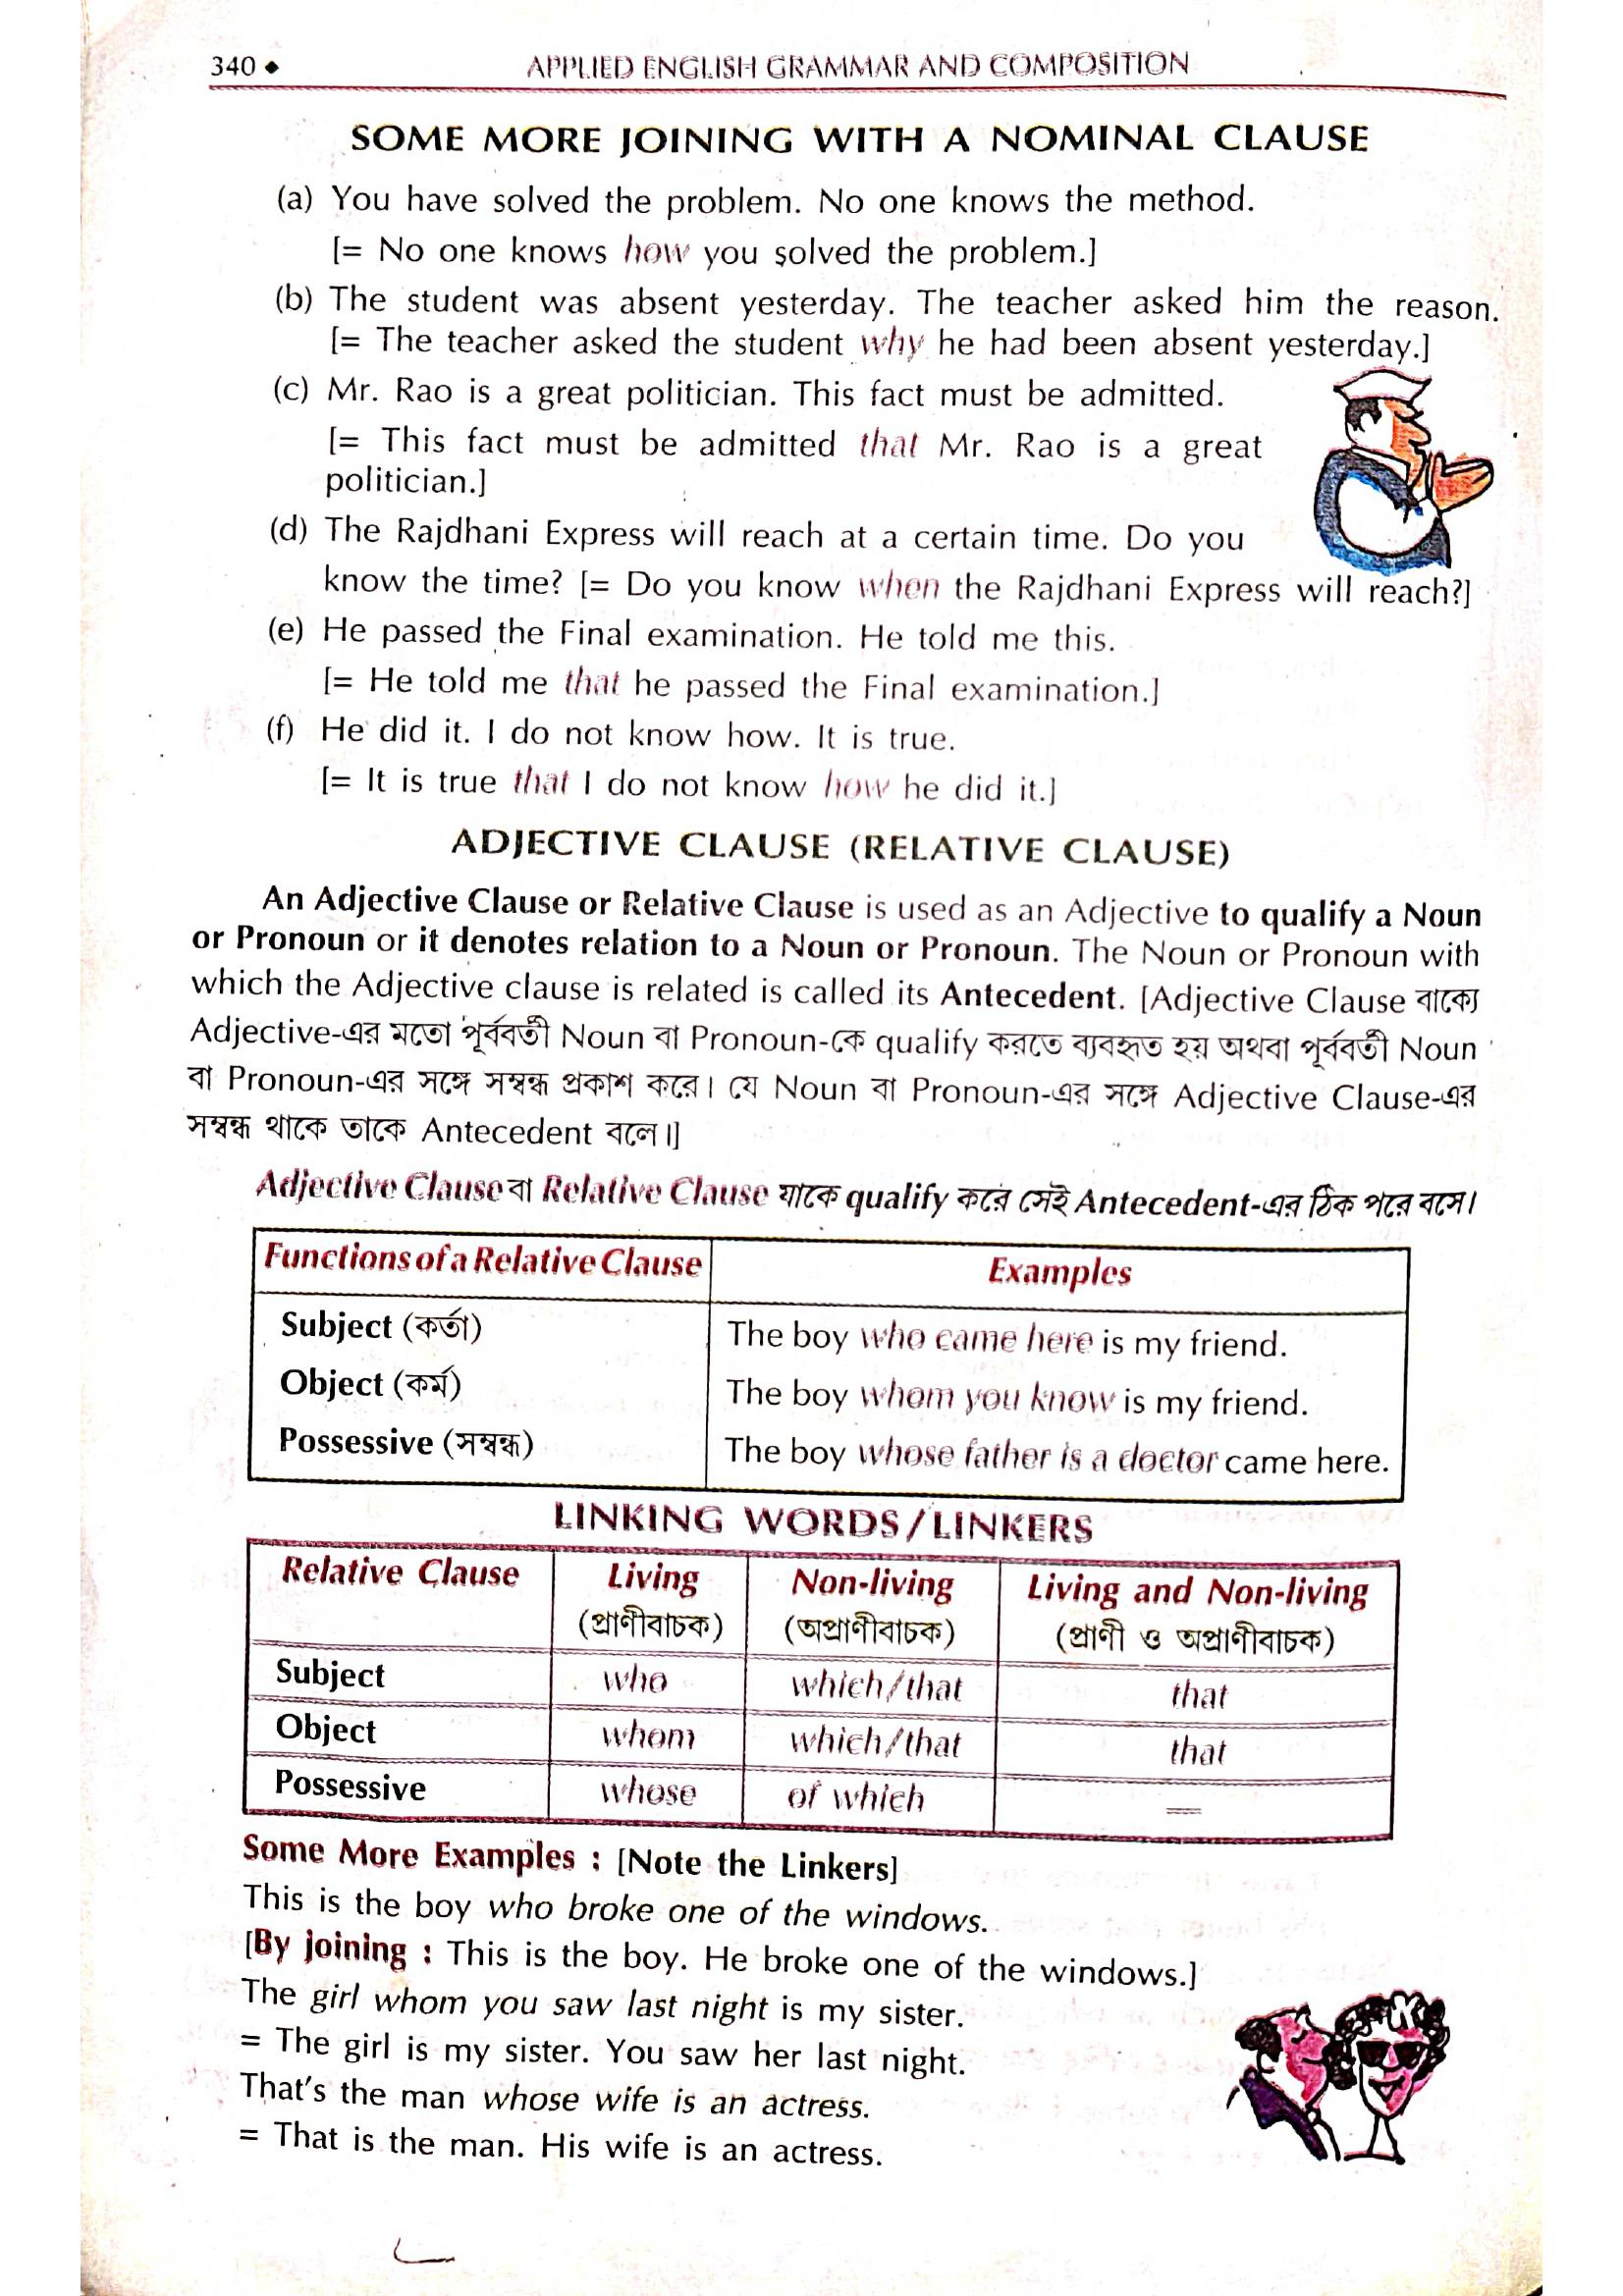 340 ◆ APPLIED ENGLISH GRAMMAR AND COMPOSITION
SOME MORE JOINING WITH A NOMINAL CLAUSE
(a) You have solved the problem. No one knows the method.
[= No one knows how you solved the problem.]
(b) The student was absent yesterday. The teacher asked him the reason.
[= The teacher asked the student why he had been absent yesterday.]
(c) Mr. Rao is a great politician. This fact must be admitted.
[= This fact must be admitted that Mr. Rao is a great
politician.]
(d) The Rajdhani Express will reach at a certain time. Do you
know the time? [= Do you know when the Rajdhani Express will reach?]
(e) He passed the Final examination. He told me this.
[= He told me that he passed the Final examination.]
(f) He did it. I do not know how. It is true.
[= It is true that I do not know how he did it.]
ADJECTIVE CLAUSE (RELATIVE CLAUSE)
An Adjective Clause or Relative Clause is used as an Adjective to qualify a Noun
or Pronoun or it denotes relation to a Noun or Pronoun. The Noun or Pronoun with
which the Adjective clause is related is called its Antecedent. [Adjective Clause বাক্যে
Adjective-এর মতো পূর্ববর্তী Noun বা Pronoun-কে qualify করতে ব্যবহৃত হয় অথবা পূর্ববর্তী Noun
বা Pronoun-এর সঙ্গে সম্বন্ধ প্রকাশ করে। যে Noun বা Pronoun-এর সঙ্গে Adjective Clause-এর
সম্বন্ধ থাকে তাকে Antecedent বলে।]
Adjective Clause বা Relative Clause যাকে qualify করে সেই Antecedent-এর ঠিক পরে বসে।
Functions of a Relative Clause Examples
Subject (কর্তা) The boy who came here is my friend.
Object (কর্ম) The boy whom you know is my friend.
Possessive (সম্বন্ধ) The boy whose father is a doctor came here.
LINKING WORDS/LINKERS
Relative Clause Living Non-living Living and Non-living
(প্রাণীবাচক) (অপ্রাণীবাচক) (প্রাণী ও অপ্রাণীবাচক)
Subject who which/that that
Object whom which/that that
Possessive whose of which —
Some More Examples : [Note the Linkers]
This is the boy who broke one of the windows.
[By joining : This is the boy. He broke one of the windows.]
The girl whom you saw last night is my sister.
= The girl is my sister. You saw her last night.
That's the man whose wife is an actress.
= That is the man. His wife is an actress.